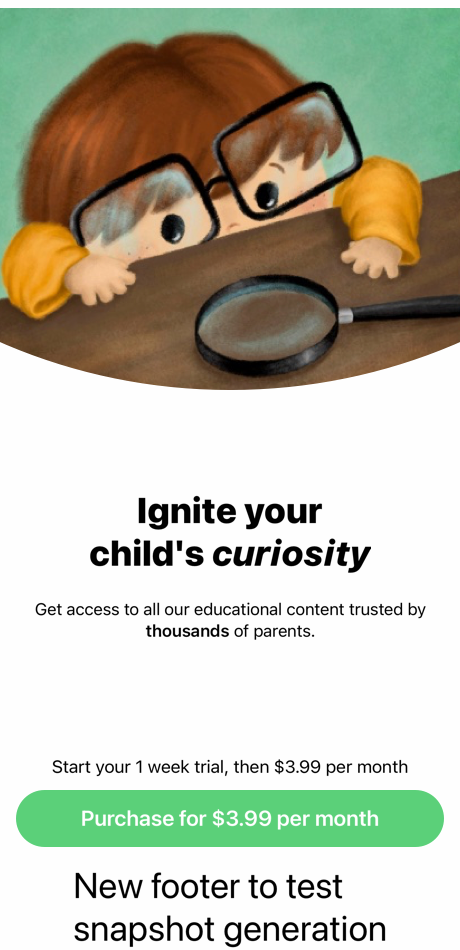 Ignite your
child's curiosity
Get access to all our educational content trusted by
thousands of parents.
Start your 1 week trial, then $3.99 per month
Purchase for $3.99 per month
New footer to test
snapshot generation